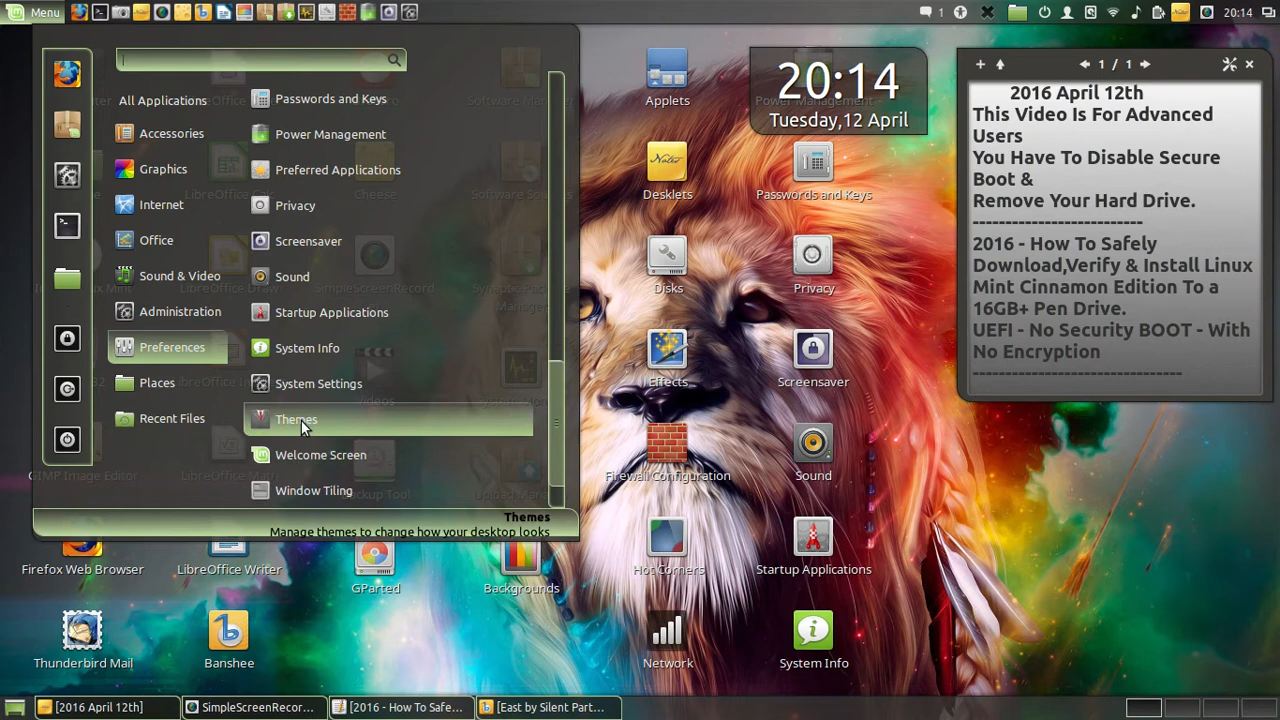 Menu
1
20:14
All Applications
Accessories
Graphics
Internet
Office
Sound & Video
Administration
Preferences
Places
Recent Files
Passwords and Keys
Power Management
Preferred Applications
Privacy
Screensaver
Sound
Startup Applications
System Info
System Settings
Themes
Welcome Screen
Window Tiling
Themes
Manage themes to change how your desktop looks
Firefox Web Browser
LibreOffice Writer
GParted
Backgrounds
Thunderbird Mail
Banshee
Applets
Desklets
Disks
Effects
Firewall Configuration
Hot Corners
Network
Power Management
Passwords and Keys
Privacy
Screensaver
Sound
Startup Applications
System Info
20:14
Tuesday,12 April
1 / 1
2016 April 12th
This Video Is For Advanced
Users
You Have To Disable Secure
Boot &
Remove Your Hard Drive.
-------------------------
2016 - How To Safely
Download,Verify & Install Linux
Mint Cinnamon Edition To a
16GB+ Pen Drive.
UEFI - No Security BOOT - With
No Encryption
-------------------------------
[2016 April 12th]
SimpleScreenRecor...
[2016 - How To Safe...
[East by Silent Part...